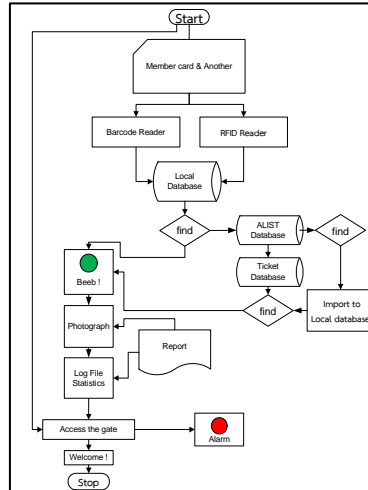 Start
Member card & Another
Barcode Reader
RFID Reader
Local
Database
find
ALIST
Database
find
Ticket
Database
Beeb !
find
Import to
Local database
Photograph
Report
Log File
Statistics
Access the gate
Alarm
Welcome !
Stop